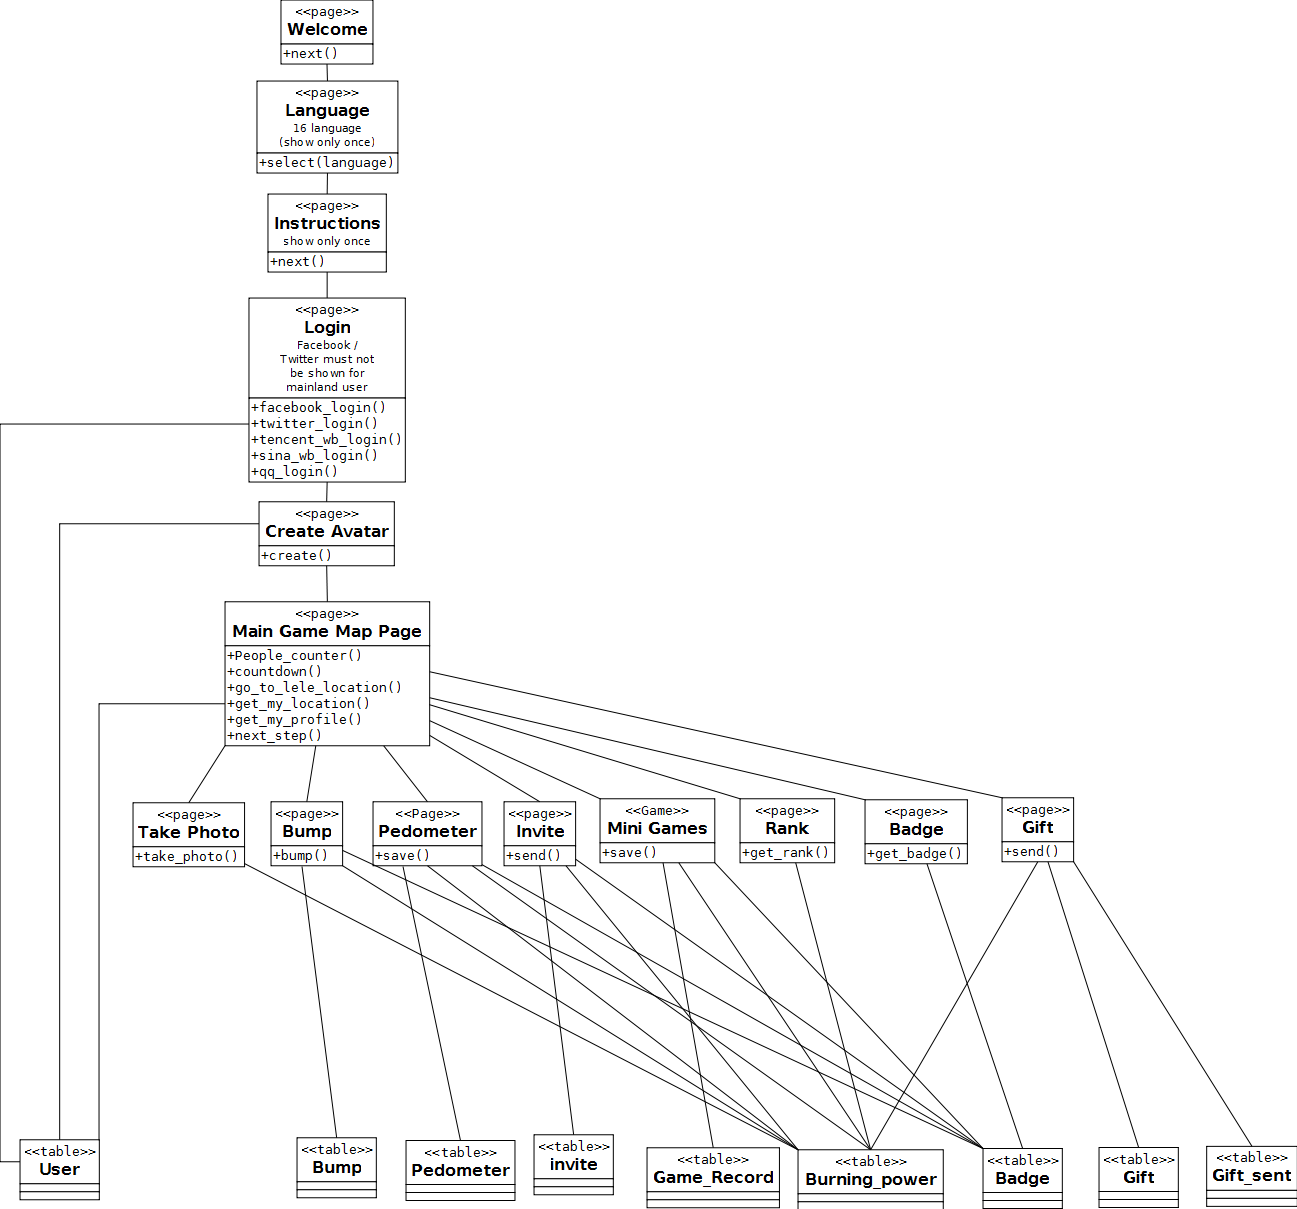 <<page>>
Welcome
+next()
<<page>>
Language
16 language
(show only once)
+select(language)
<<page>>
Instructions
show only once
+next()
<<page>>
Login
Facebook /
Twitter must not
be shown for
mainland user
+facebook_login()
+twitter_login()
+tencent_wb_login()
+sina_wb_login()
+qq_login()
<<page>>
Create Avatar
+create()
<<page>>
Main Game Map Page
+People_counter()
+countdown()
+go_to_lele_location()
+get_my_location()
+get_my_profile()
+next_step()
<<page>>
Take Photo
+take_photo()
<<page>>
Bump
+bump()
<<Page>>
Pedometer
+save()
<<page>>
Invite
+send()
<<Game>>
Mini Games
+save()
<<page>>
Rank
+get_rank()
<<page>>
Badge
+get_badge()
<<page>>
Gift
+send()
<<table>>
User
<<table>>
Bump
<<table>>
Pedometer
<<table>>
invite
<<table>>
Game_Record
<<table>>
Burning_power
<<table>>
Badge
<<table>>
Gift
<<table>>
Gift_sent